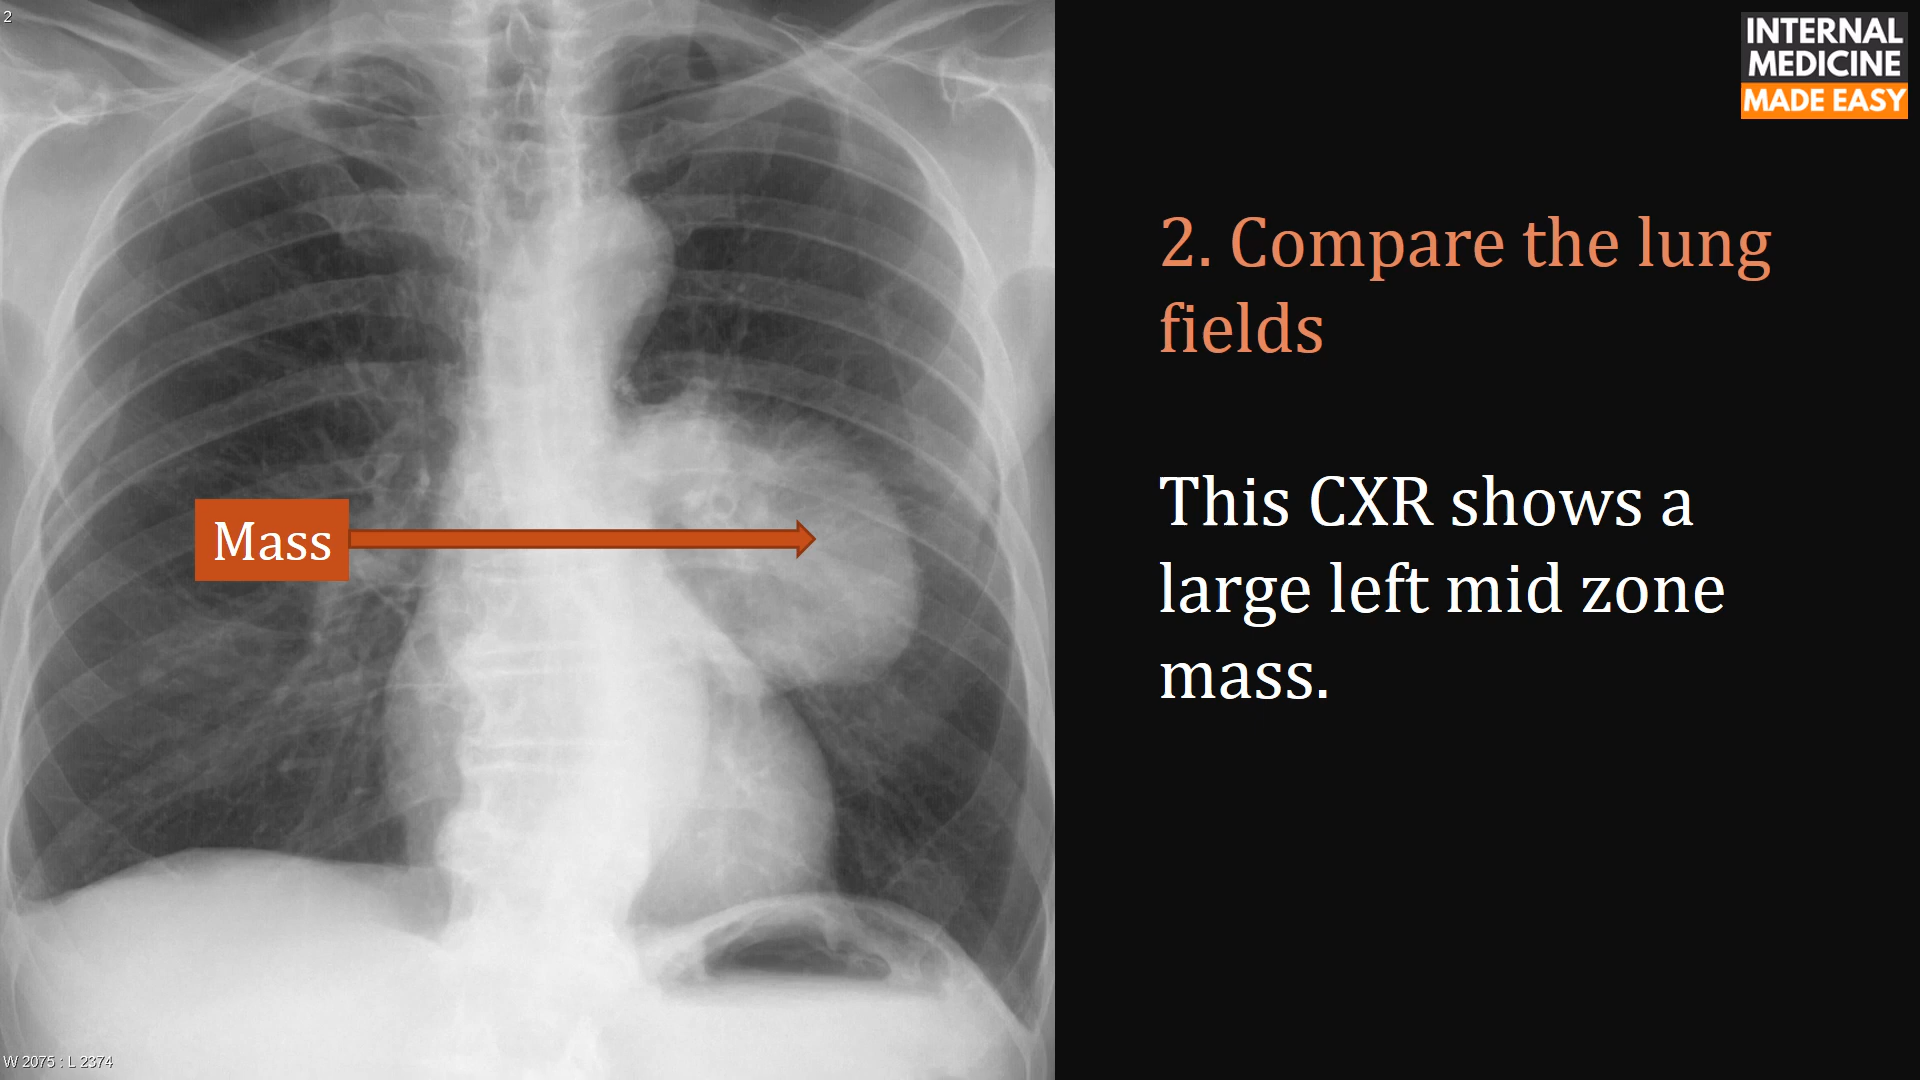 2
INTERNAL
MEDICINE
MADE EASY
2. Compare the lung
fields
This CXR shows a
large left mid zone
mass.
Mass
W 2075 : L 2374